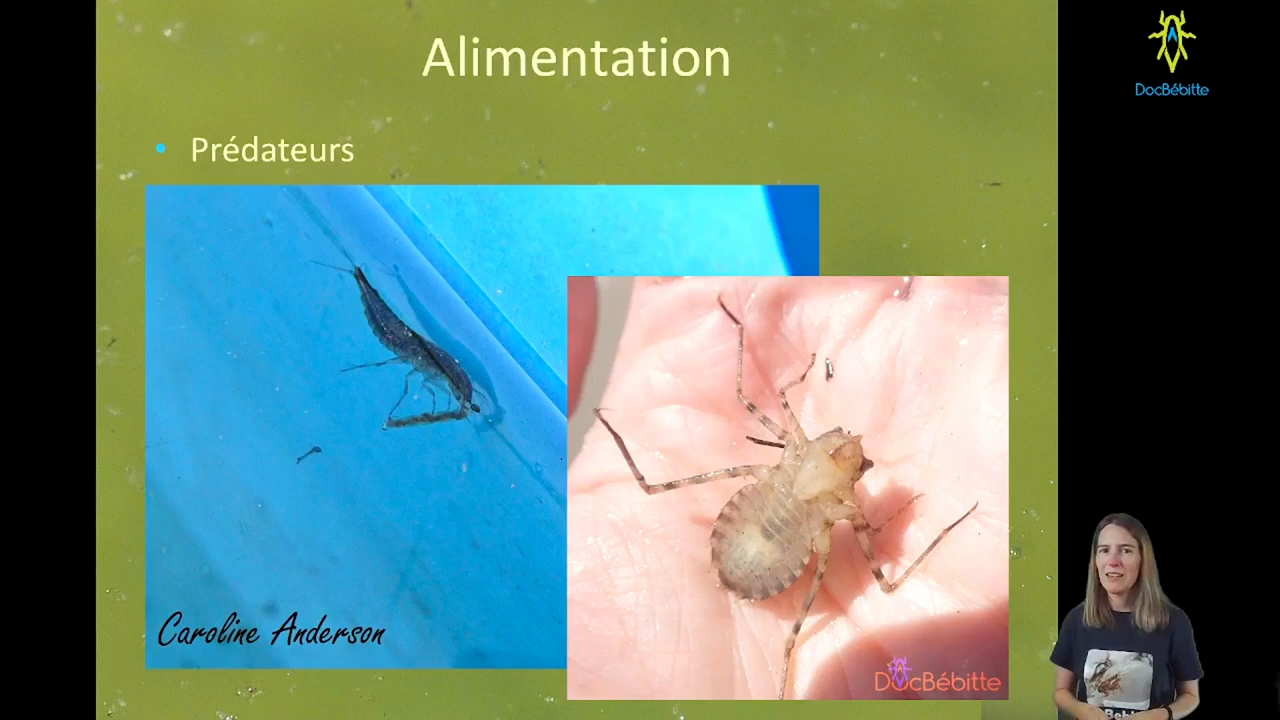 Alimentation
DocBébitte
• Prédateurs
Caroline Anderson
DocBébitte